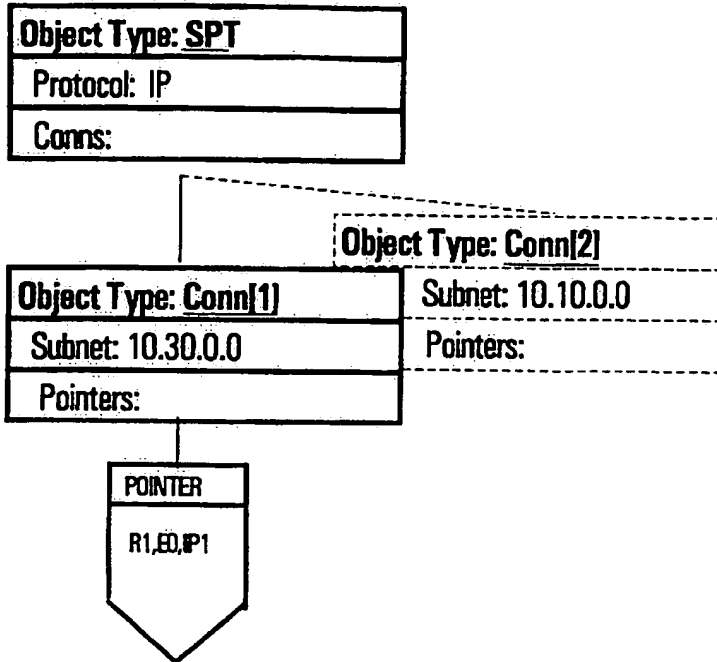 Object Type: SPT
Protocol: IP
Conns:
Object Type: Conn[2]
Subnet: 10.10.0.0
Pointers:
Object Type: Conn[1]
Subnet: 10.30.0.0
Pointers:
POINTER
R1,E0,IP1